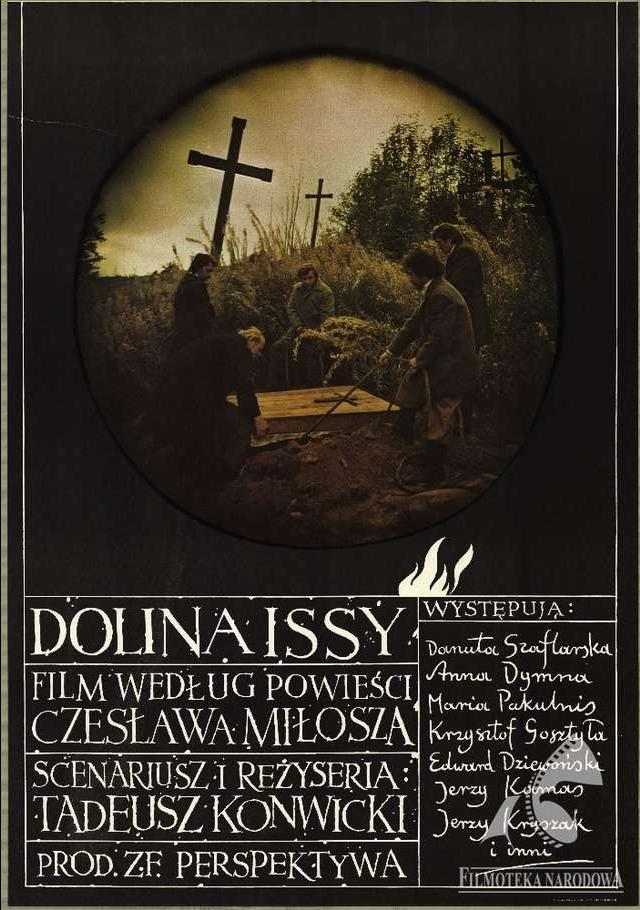 DOLINA ISSY
FILM WEDŁUG POWIEŚCI
CZESŁAWA MIŁOSZA
SCENARIUSZ I REŻYSERIA:
TADEUSZ KONWICKI
PROD. Z.F. PERSPEKTYWA
WYSTĘPUJĄ:
Danuta Szaflarska
Anna Dymna
Maria Pakulnis
Krzysztof Gosztyła
Edward Dziewoński
Jerzy Kamas
Jerzy Kryszak
i inni
FILMOTEKA NARODOWA